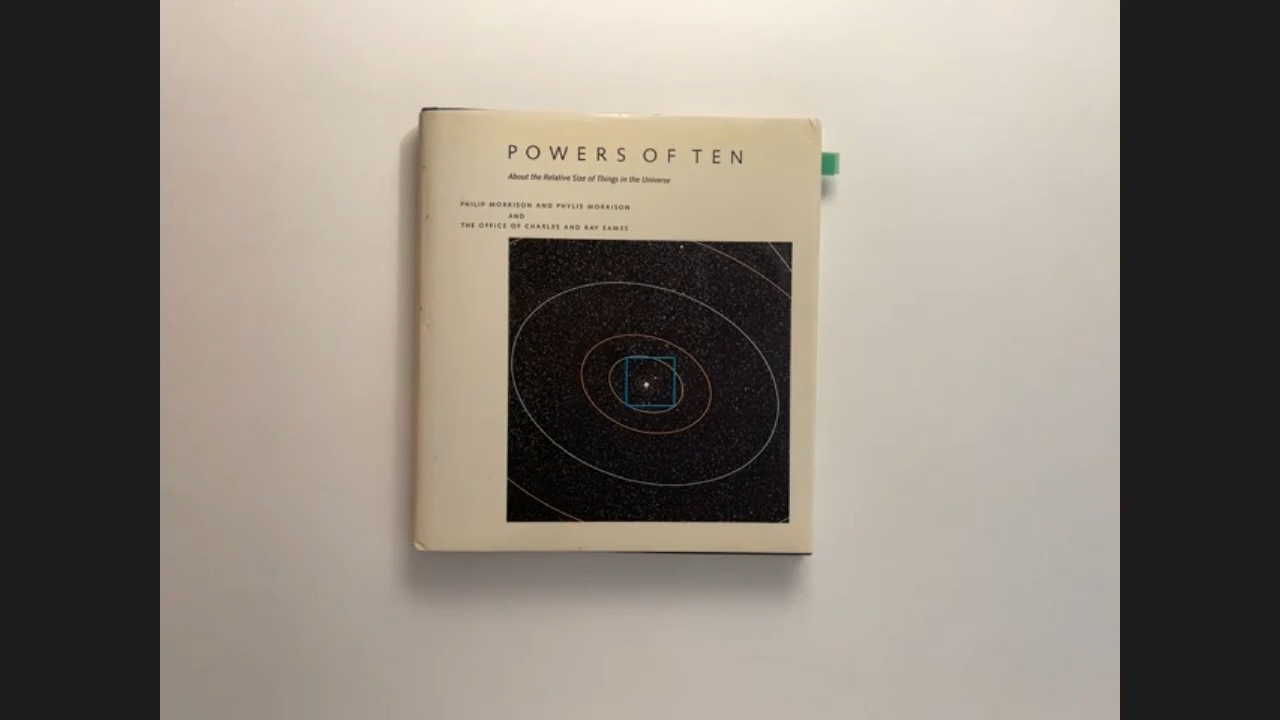 POWERS OF TEN
About the Relative Size of Things in the Universe
PHILIP MORRISON AND PHYLIS MORRISON
AND
THE OFFICE OF CHARLES AND RAY EAMES